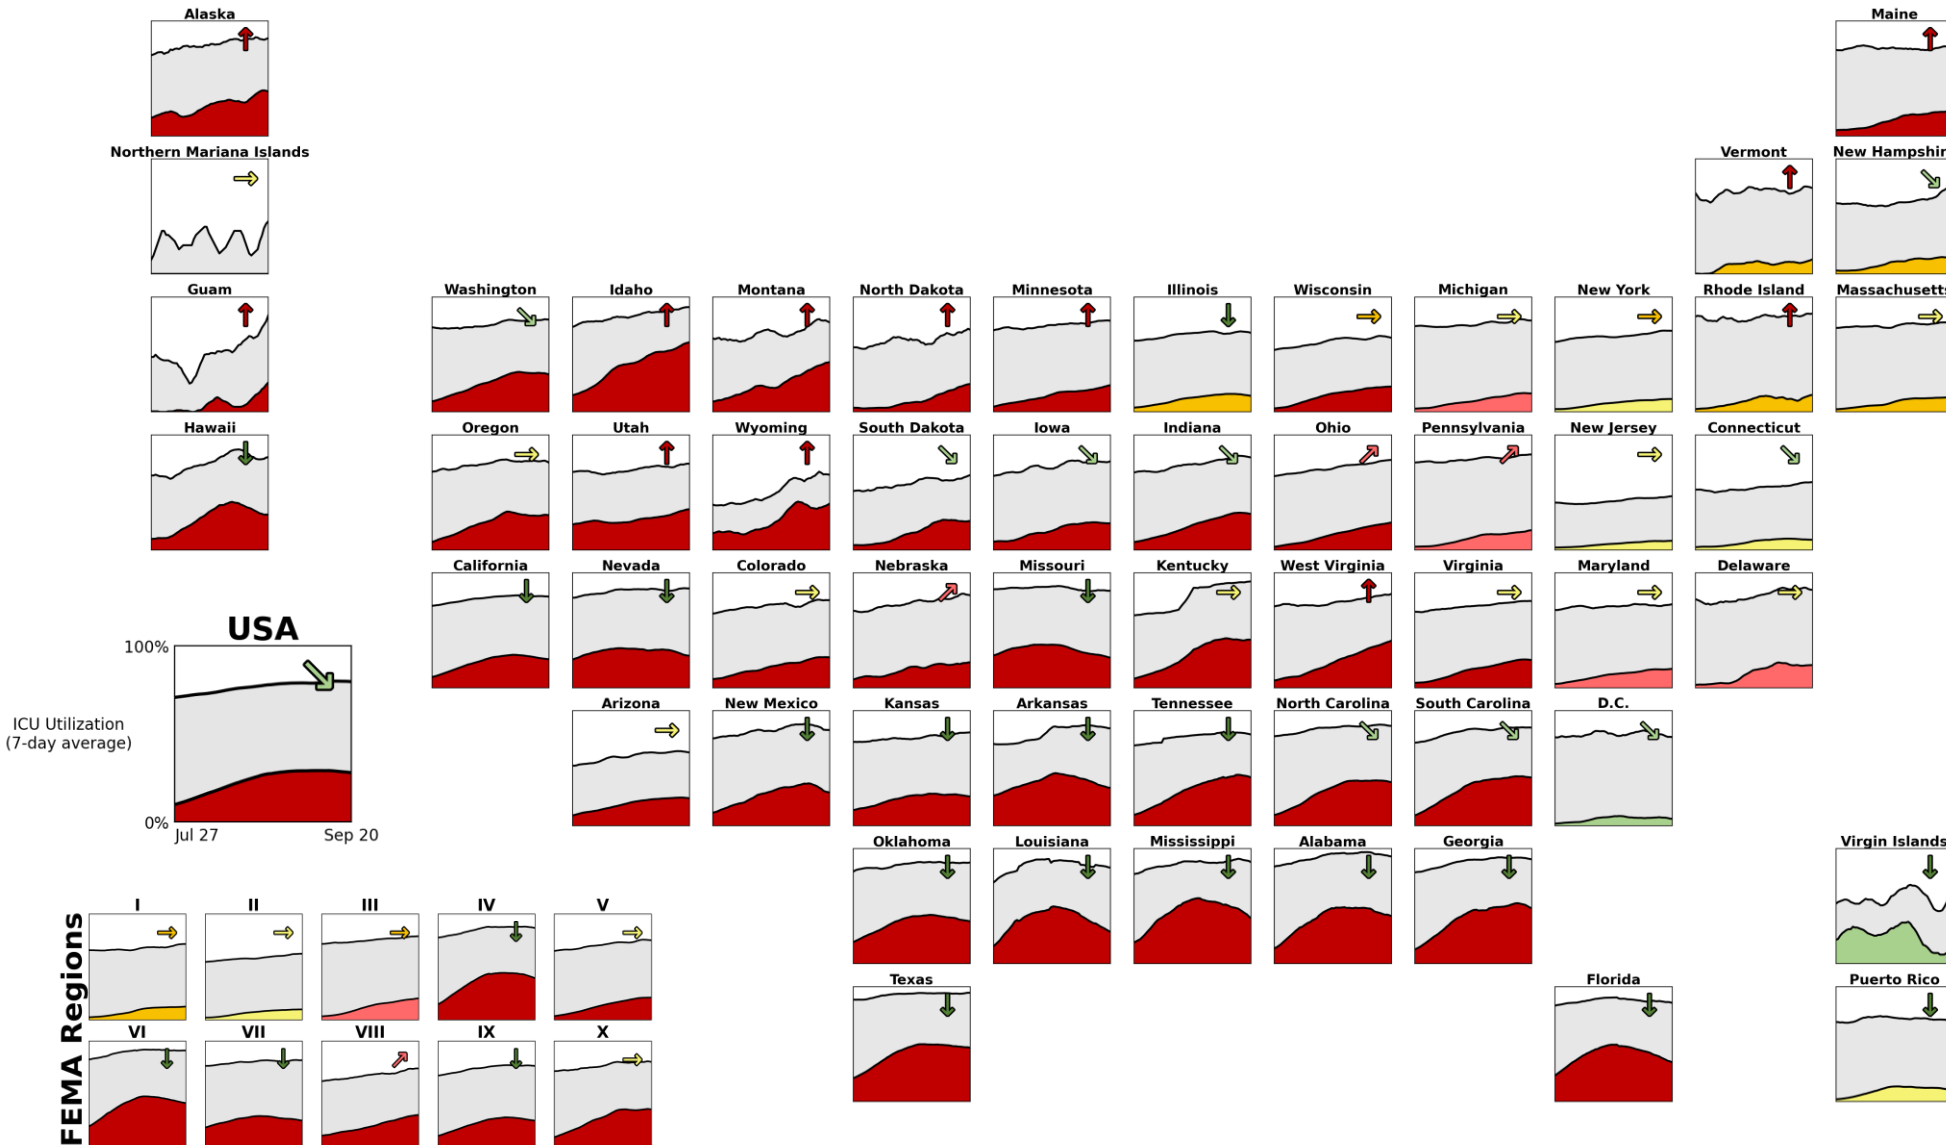 Alaska
Maine
Northern Mariana Islands
Vermont
New Hampshir
Guam
Washington
Idaho
Montana
North Dakota
Minnesota
Illinois
Wisconsin
Michigan
New York
Rhode Island
Massachusetts
Hawaii
Oregon
Utah
Wyoming
South Dakota
Iowa
Indiana
Ohio
Pennsylvania
New Jersey
Connecticut
California
Nevada
Colorado
Nebraska
Missouri
Kentucky
West Virginia
Virginia
Maryland
Delaware
USA
100%
ICU Utilization
(7-day average)
0%
Jul 27
Sep 20
Arizona
New Mexico
Kansas
Arkansas
Tennessee
North Carolina
South Carolina
D.C.
Oklahoma
Louisiana
Mississippi
Alabama
Georgia
Virgin Islands
FEMA Regions
I
II
III
IV
V
VI
VII
VIII
IX
X
Texas
Florida
Puerto Rico